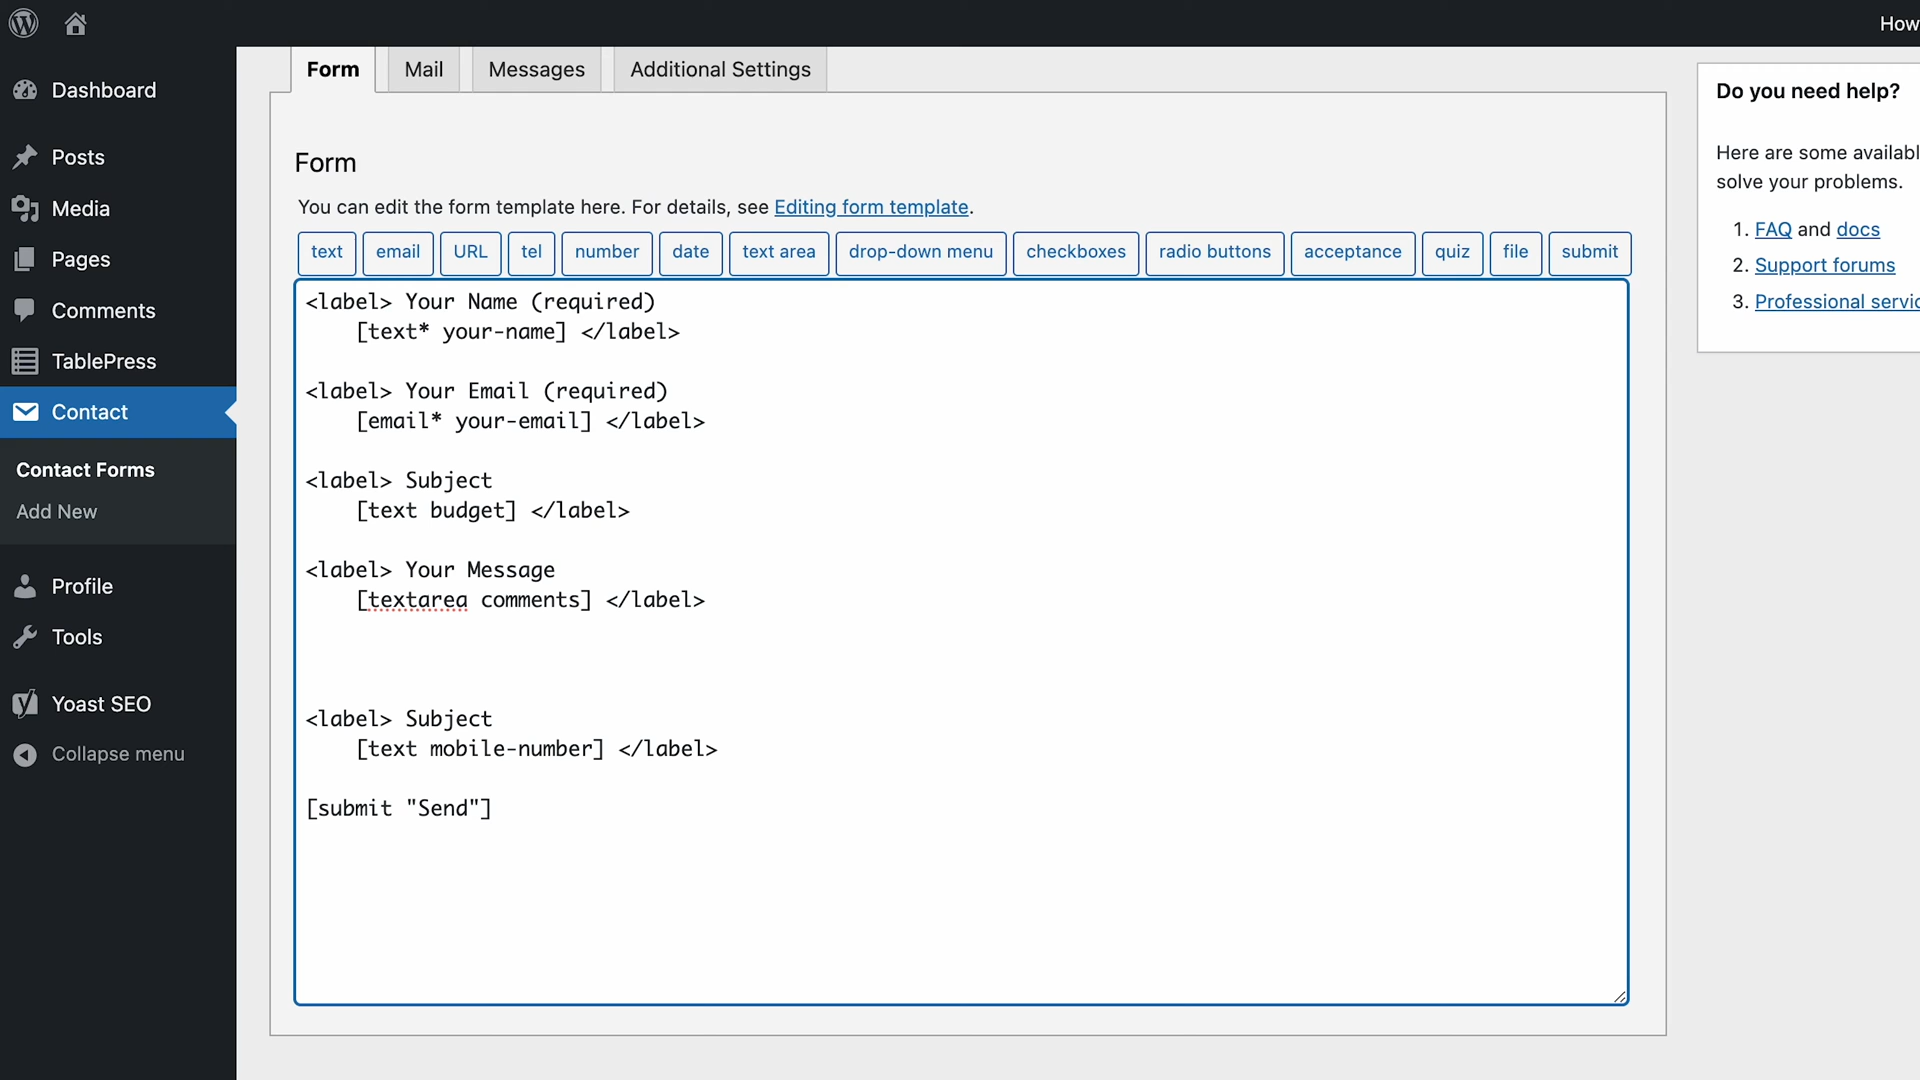 How
Dashboard
Posts
Media
Pages
Comments
TablePress
Contact
Contact Forms
Add New
Profile
Tools
Yoast SEO
Collapse menu
Form Mail Messages Additional Settings
Form
You can edit the form template here. For details, see Editing form template.
text email URL tel number date text area drop-down menu checkboxes radio buttons acceptance quiz file submit
<label> Your Name (required)
[text* your-name] </label>
<label> Your Email (required)
[email* your-email] </label>
<label> Subject
[text budget] </label>
<label> Your Message
[textarea comments] </label>
<label> Subject
[text mobile-number] </label>
[submit "Send"]
Do you need help?
Here are some availabl
solve your problems.
1. FAQ and docs
2. Support forums
3. Professional servic